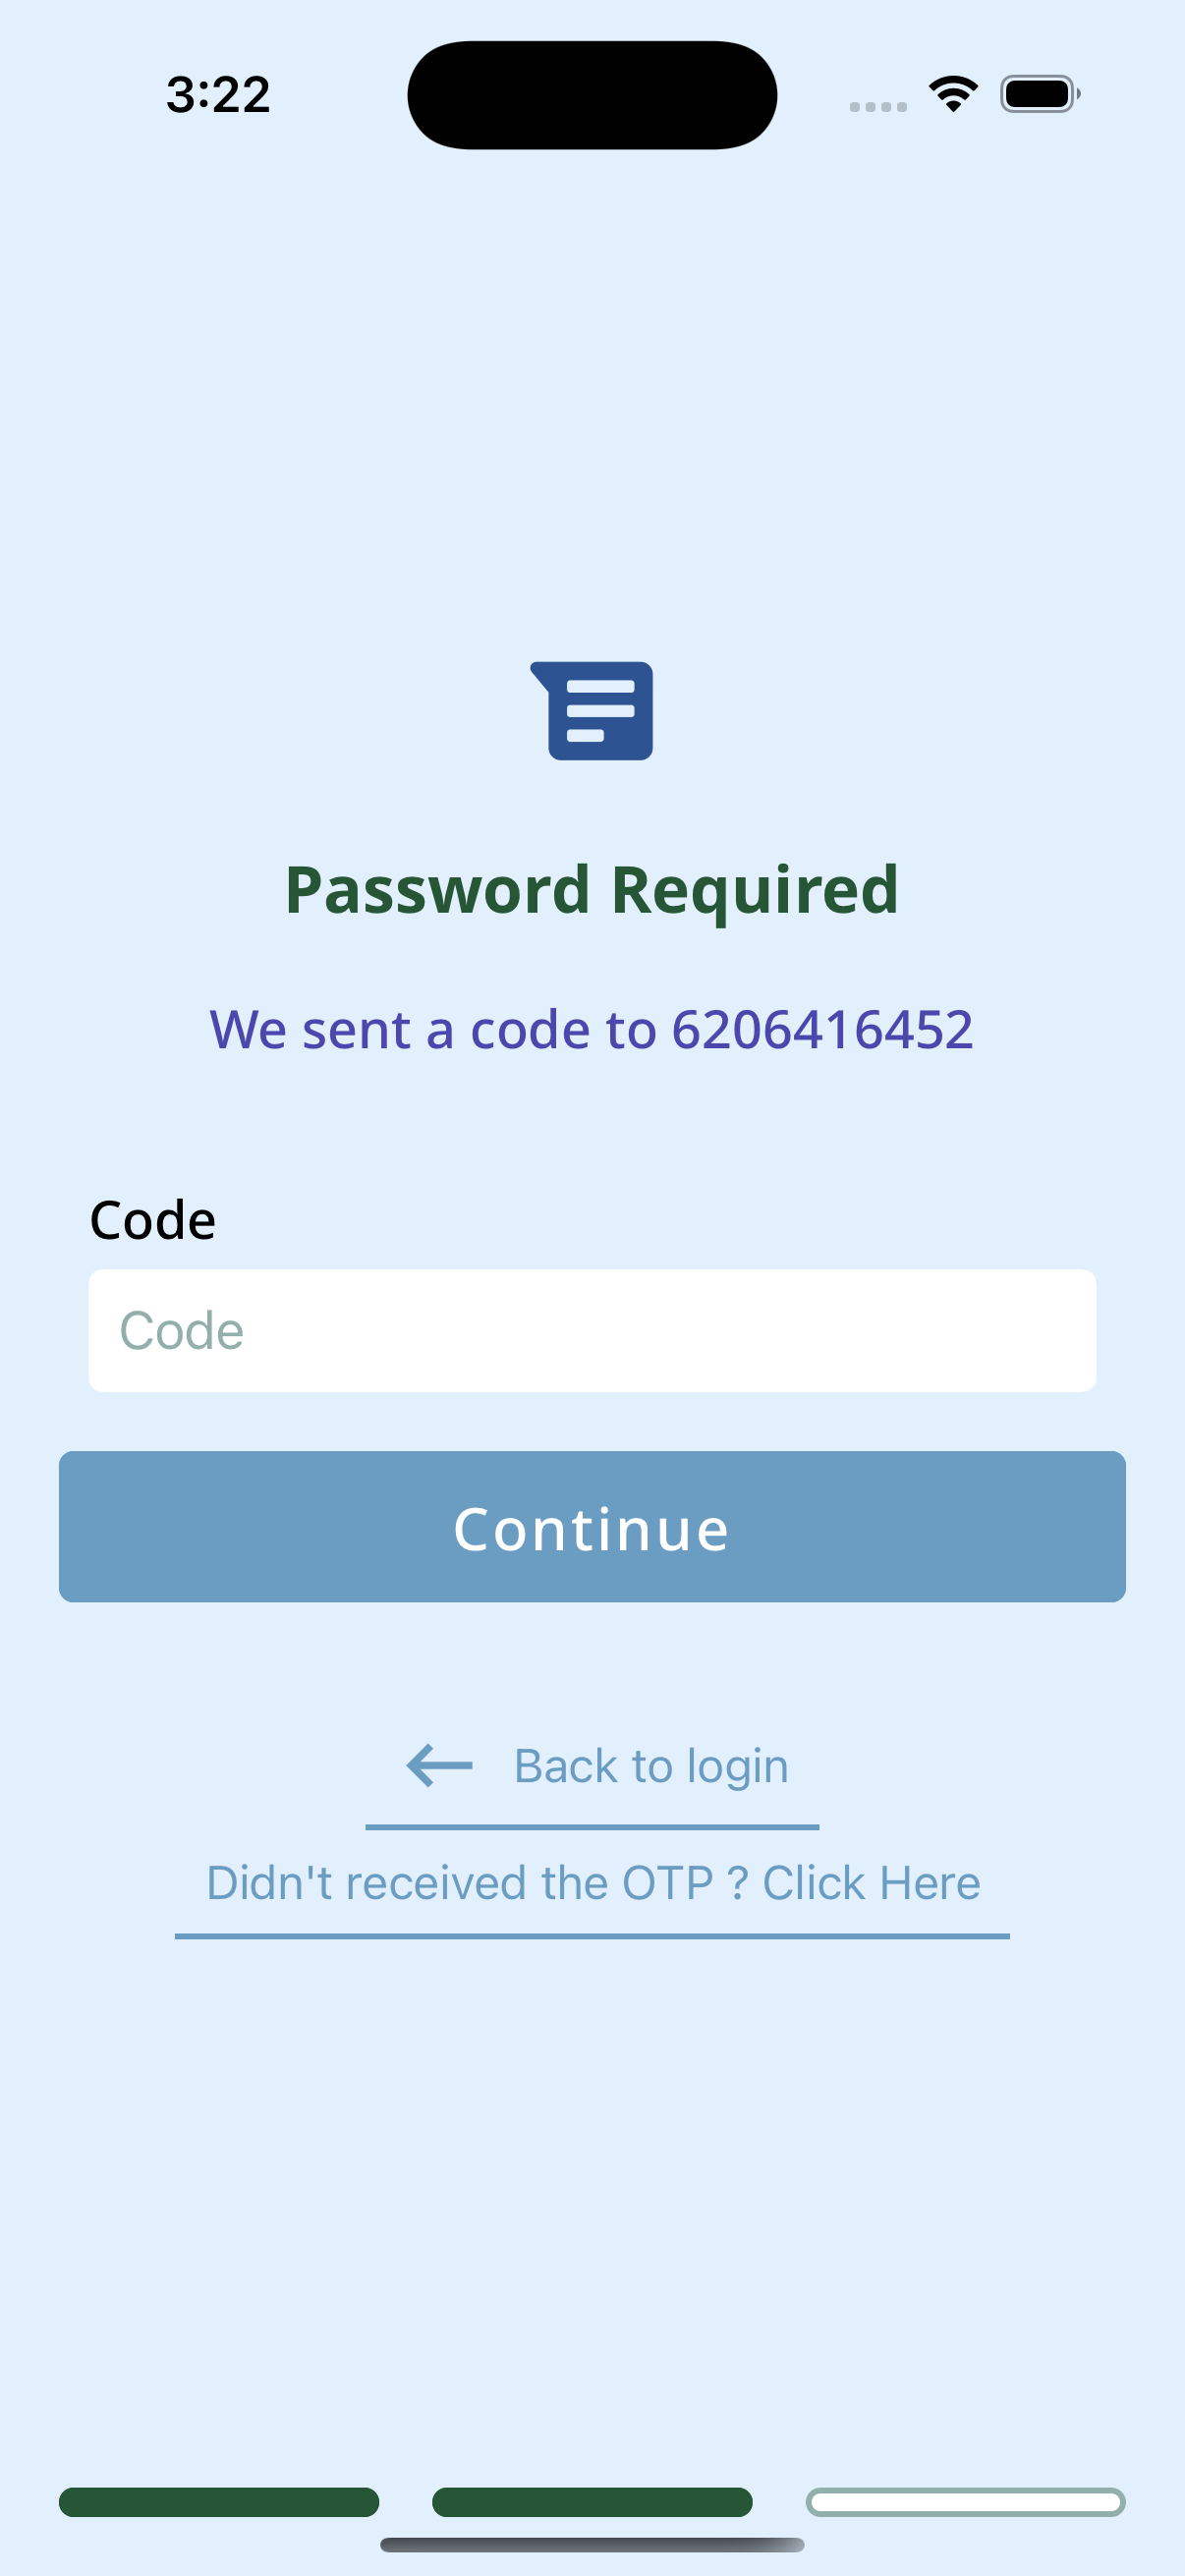 3:22
Password Required
We sent a code to 6206416452
Code
Code
Continue
Back to login
Didn't received the OTP ? Click Here